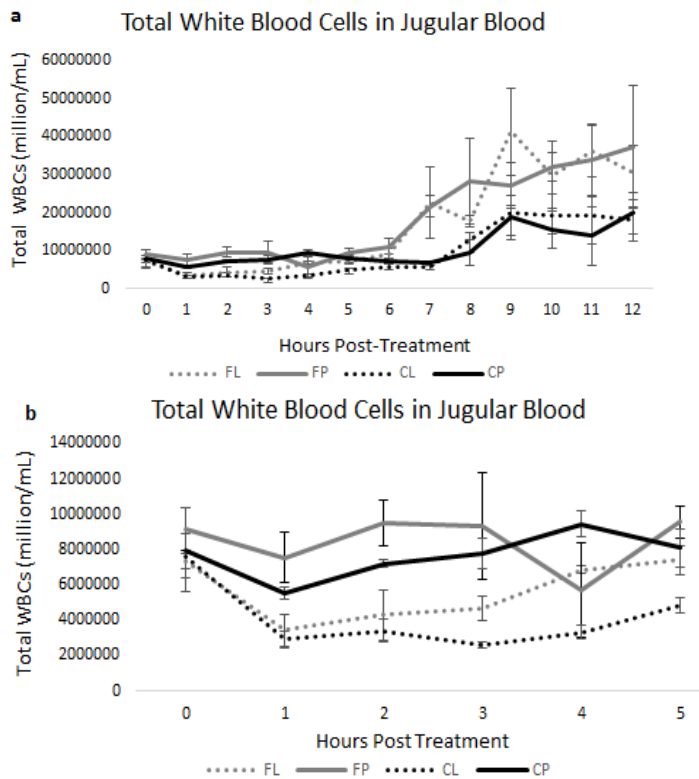 a
Total White Blood Cells in Jugular Blood
Total WBCs (million/mL)
60000000
50000000
40000000
30000000
20000000
10000000
0
0 1 2 3 4 5 6 7 8 9 10 11 12
Hours Post-Treatment
FL FP CL CP
b
Total White Blood Cells in Jugular Blood
Total WBCs (million/mL)
14000000
12000000
10000000
8000000
6000000
4000000
2000000
0
0 1 2 3 4 5
Hours Post Treatment
FL FP CL CP